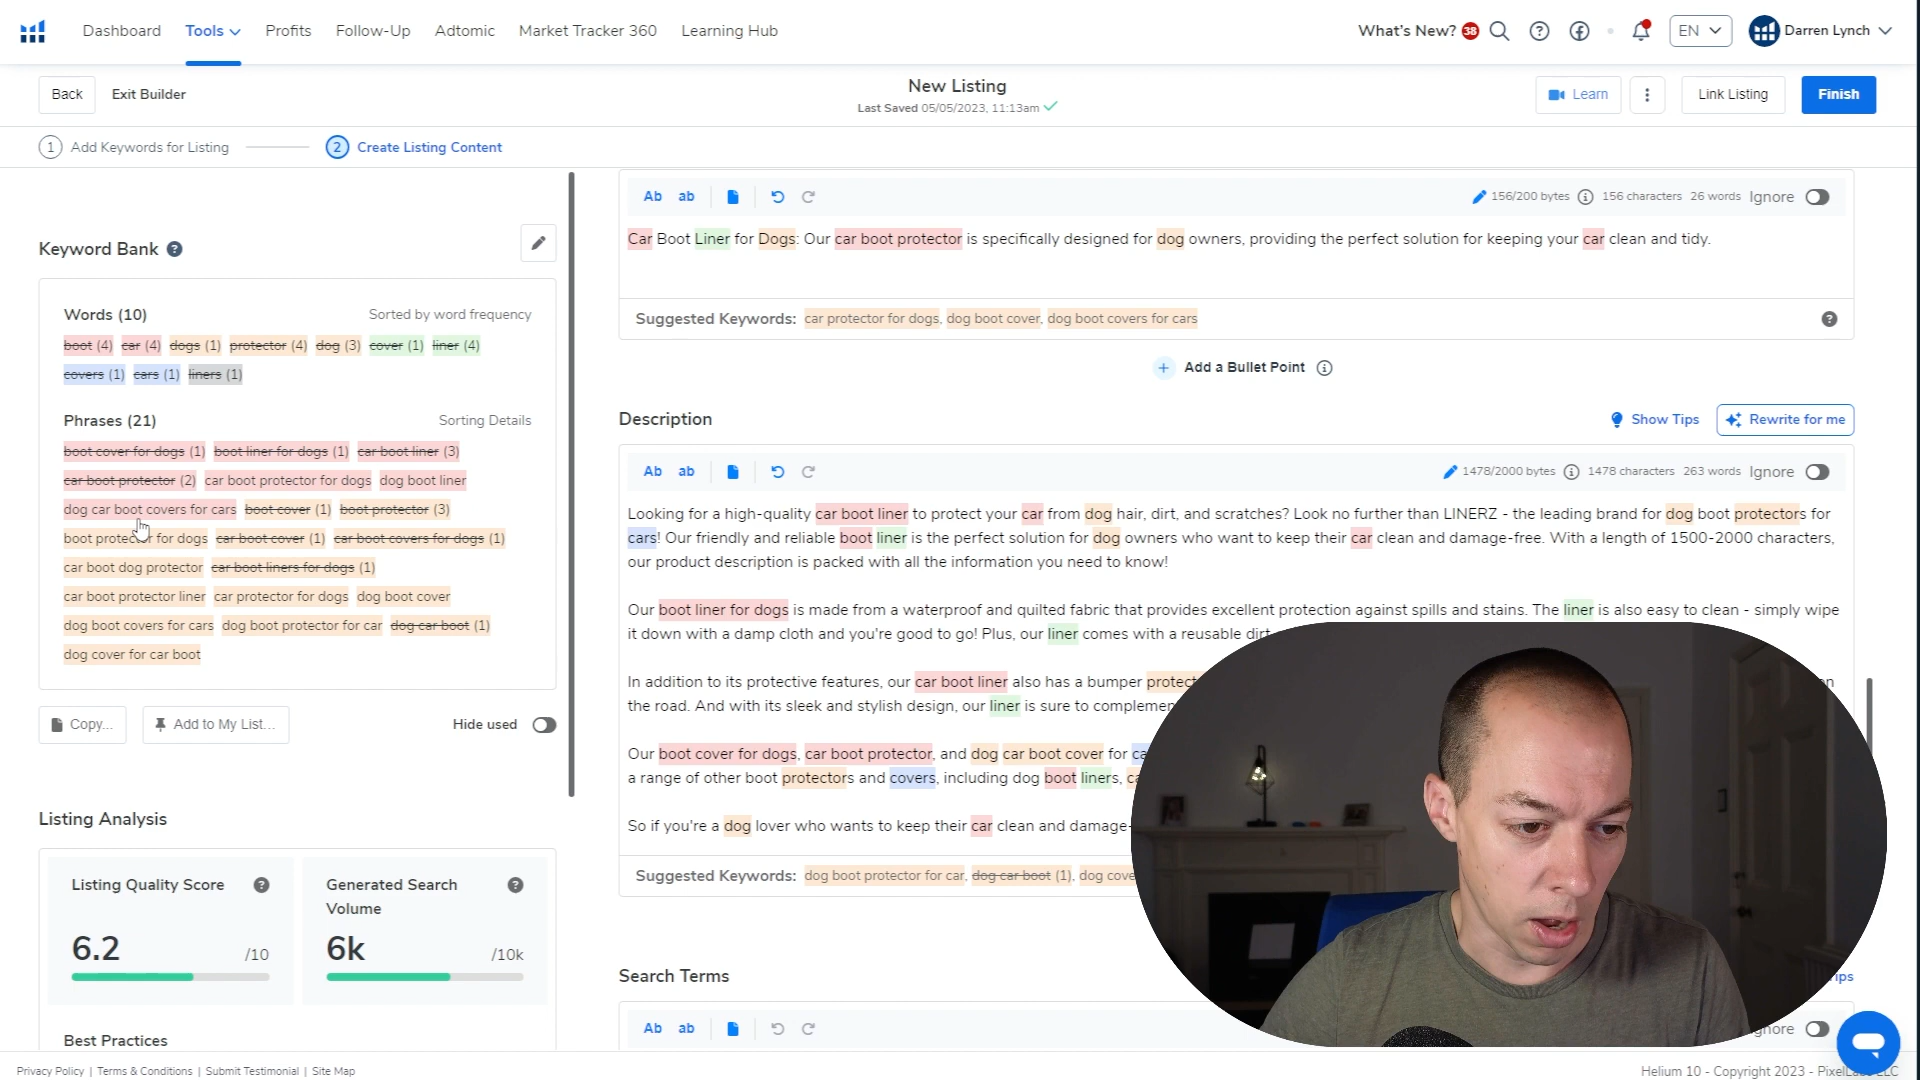 Dashboard Tools Profits Follow-Up Adtomic Market Tracker 360 Learning Hub What's New? 38 EN Darren Lynch
Back Exit Builder New Listing Learn Link Listing Finish
Last Saved 05/05/2023, 11:13am
1 Add Keywords for Listing 2 Create Listing Content
Keyword Bank ?
Words (10) Sorted by word frequency
boot (4) car (4) dogs (1) protector (4) dog (3) cover (1) liner (4)
covers (1) cars (1) liners (1)
Phrases (21) Sorting Details
boot cover for dogs (1) boot liner for dogs (1) car boot liner (3)
car boot protector (2) car boot protector for dogs dog boot liner
dog car boot covers for cars boot cover (1) boot protector (3)
boot protector for dogs car boot cover (1) car boot covers for dogs (1)
car boot dog protector car boot liners for dogs (1)
car boot protector liner car protector for dogs dog boot cover
dog boot covers for cars dog boot protector for car dog car boot (1)
dog cover for car boot
Copy... Add to My List... Hide used
Listing Analysis
Listing Quality Score ? Generated Search Volume ?
6.2 /10 6k /10k
Best Practices
Ab ab 156/200 bytes 156 characters 26 words Ignore
Car Boot Liner for Dogs: Our car boot protector is specifically designed for dog owners, providing the perfect solution for keeping your car clean and tidy.
Suggested Keywords: car protector for dogs, dog boot cover, dog boot covers for cars ?
+ Add a Bullet Point
Description Show Tips Rewrite for me
Ab ab 1478/2000 bytes 1478 characters 263 words Ignore
Looking for a high-quality car boot liner to protect your car from dog hair, dirt, and scratches? Look no further than LINERZ - the leading brand for dog boot protectors for
cars! Our friendly and reliable boot liner is the perfect solution for dog owners who want to keep their car clean and damage-free. With a length of 1500-2000 characters,
our product description is packed with all the information you need to know!
Our boot liner for dogs is made from a waterproof and quilted fabric that provides excellent protection against spills and stains. The liner is also easy to clean - simply wipe
it down with a damp cloth and you're good to go! Plus, our liner comes with a reusable dirt
In addition to its protective features, our car boot liner also has a bumper protect
the road. And with its sleek and stylish design, our liner is sure to complemen
Our boot cover for dogs, car boot protector, and dog car boot cover for ca
a range of other boot protectors and covers, including dog boot liners, ca
So if you're a dog lover who wants to keep their car clean and damage-
Suggested Keywords: dog boot protector for car, dog car boot (1), dog cove
Search Terms ips
Ab ab gnore
Privacy Policy | Terms & Conditions | Submit Testimonial | Site Map Helium 10 - Copyright 2023 -